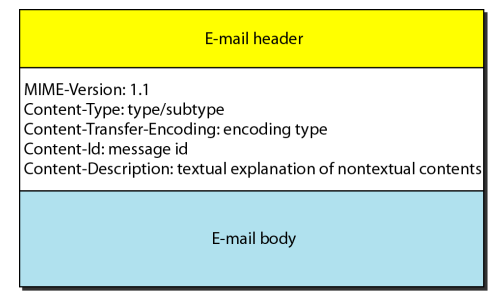 E-mail header
MIME-Version: 1.1
Content-Type: type/subtype
Content-Transfer-Encoding: encoding type
Content-Id: message id
Content-Description: textual explanation of nontextual contents
E-mail body